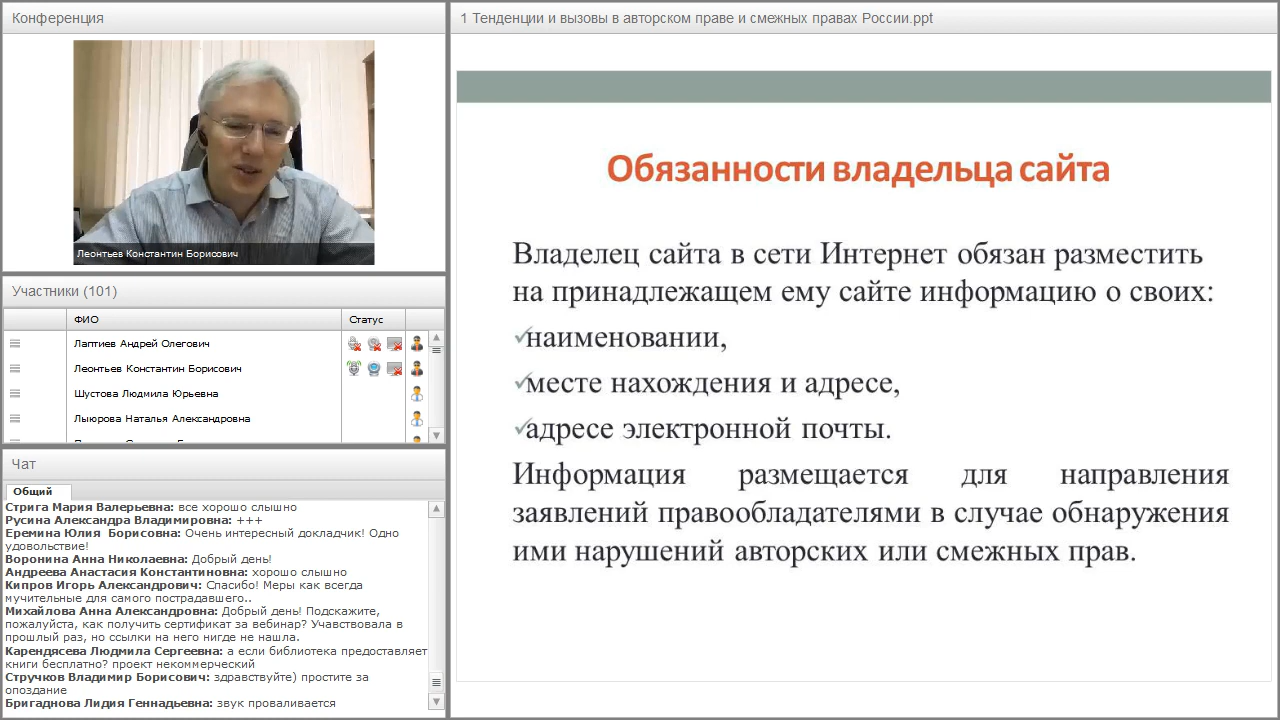 Конференция
Леонтьев Константин Борисович
Участники (101)
ФИО
Статус
Лаптиев Андрей Олегович
Леонтьев Константин Борисович
Шустова Людмила Юрьевна
Лыюрова Наталья Александровна
Чат
Общий
Стрига Мария Валерьевна: все хорошо слышно
Русина Александра Владимировна: +++
Еремина Юлия Борисовна: Очень интересный докладчик! Одно
удовольствие!
Воронина Анна Николаевна: Добрый день!
Андреева Анастасия Константиновна: хорошо слышно
Кипров Игорь Александрович: Спасибо! Меры как всегда
мучительные для самого пострадавшего..
Михайлова Анна Александровна: Добрый день! Подскажите,
пожалуйста, как получить сертификат за вебинар? Учавствовала в
прошлый раз, но ссылки на него нигде не нашла.
Карендясева Людмила Сергеевна: а если библиотека предоставляет
книги бесплатно? проект некоммерческий
Стручков Владимир Борисович: здравствуйте) простите за
опоздание
Бригаднова Лидия Геннадьевна: звук проваливается
1 Тенденции и вызовы в авторском праве и смежных правах России.ppt
Обязанности владельца сайта
Владелец сайта в сети Интернет обязан разместить
на принадлежащем ему сайте информацию о своих:
наименовании,
месте нахождения и адресе,
адресе электронной почты.
Информация размещается для направления
заявлений правообладателями в случае обнаружения
ими нарушений авторских или смежных прав.